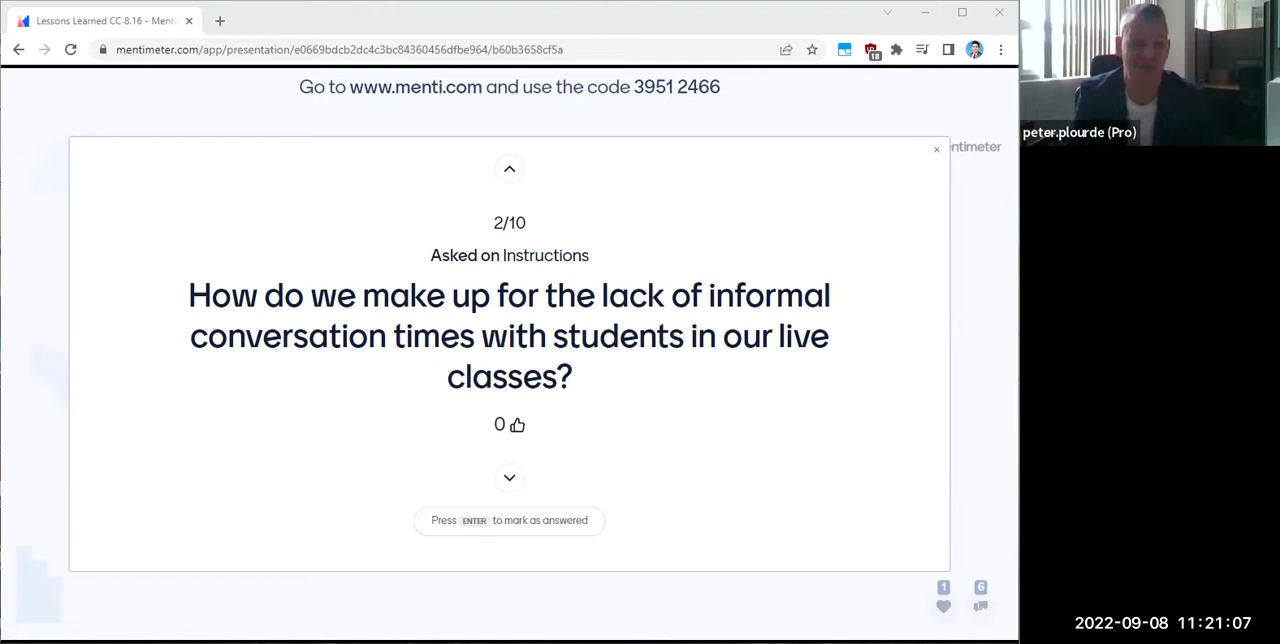 Lessons Learned CC 8.16 - Menti
mentimeter.com/app/presentation/e0669bdcb2dc4c3bc84360456dfbe964/b60b3658cf5a
18
Go to www.menti.com and use the code 3951 2466
ntimeter
2/10
Asked on Instructions
How do we make up for the lack of informal
conversation times with students in our live
classes?
0
Press ENTER to mark as answered
1 6
peter.plourde (Pro)
2022-09-08 11:21:07